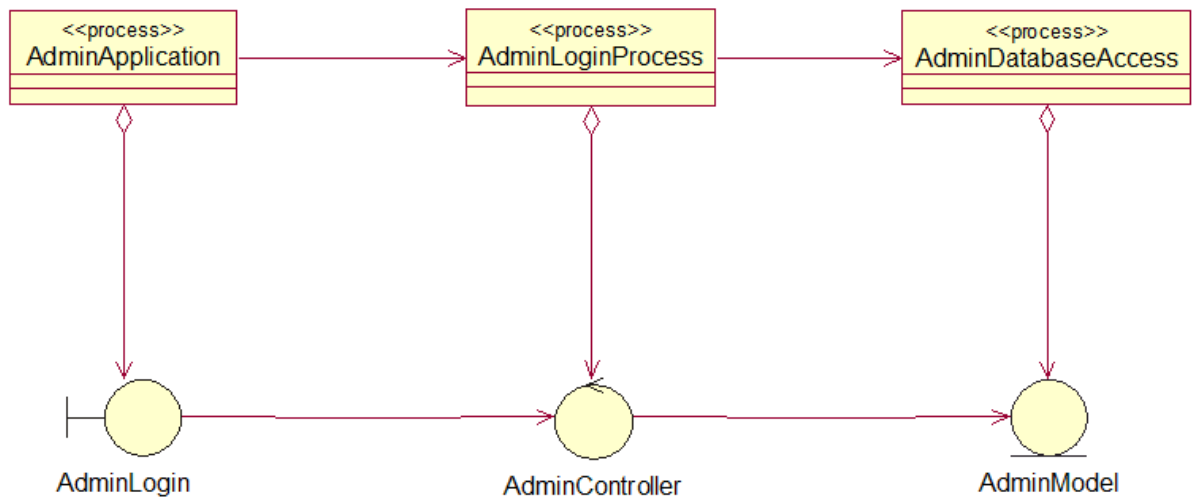 <<process>>
AdminApplication
<<process>>
AdminLoginProcess
<<process>>
AdminDatabaseAccess
AdminLogin
AdminController
AdminModel